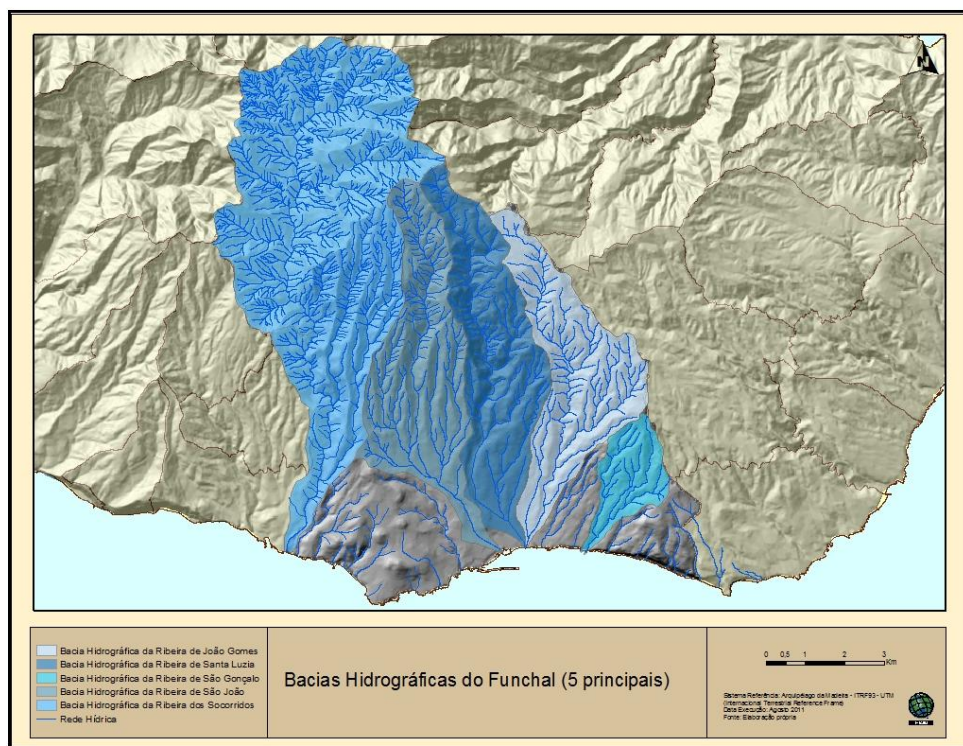 N
Bacia Hidrográfica da Ribeira de João Gomes
Bacia Hidrográfica da Ribeira de Santa Luzia
Bacia Hidrográfica da Ribeira de São Gonçalo
Bacia Hidrográfica da Ribeira de São João
Bacia Hidrográfica da Ribeira dos Socorridos
Rede Hídrica
Bacias Hidrográficas do Funchal (5 principais)
0 0,5 1 2 3
Km
Sistema Referência: Arquipélago da Madeira - ITRF93 - UTM
(Internacional Terrestrial Reference Frame)
Data Execução: Agosto 2011
Fonte: Elaboração própria